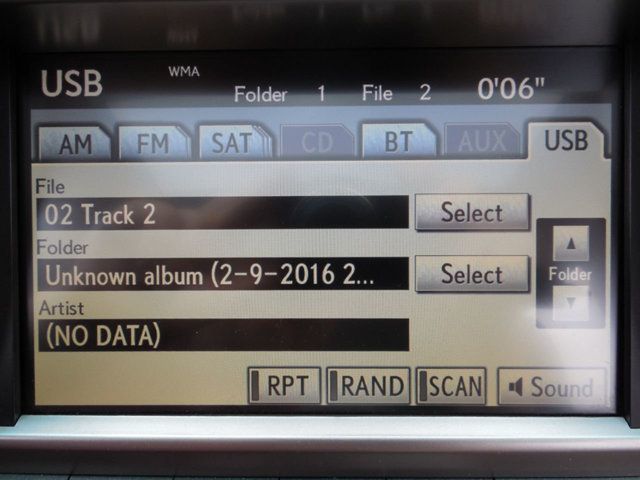 USB WMA Folder 1 File 2 0'06"
AM FM SAT CD BT AUX USB
File
02 Track 2 Select
Folder
Unknown album (2-9-2016 2... Select
Folder
Artist
(NO DATA)
RPT RAND SCAN Sound